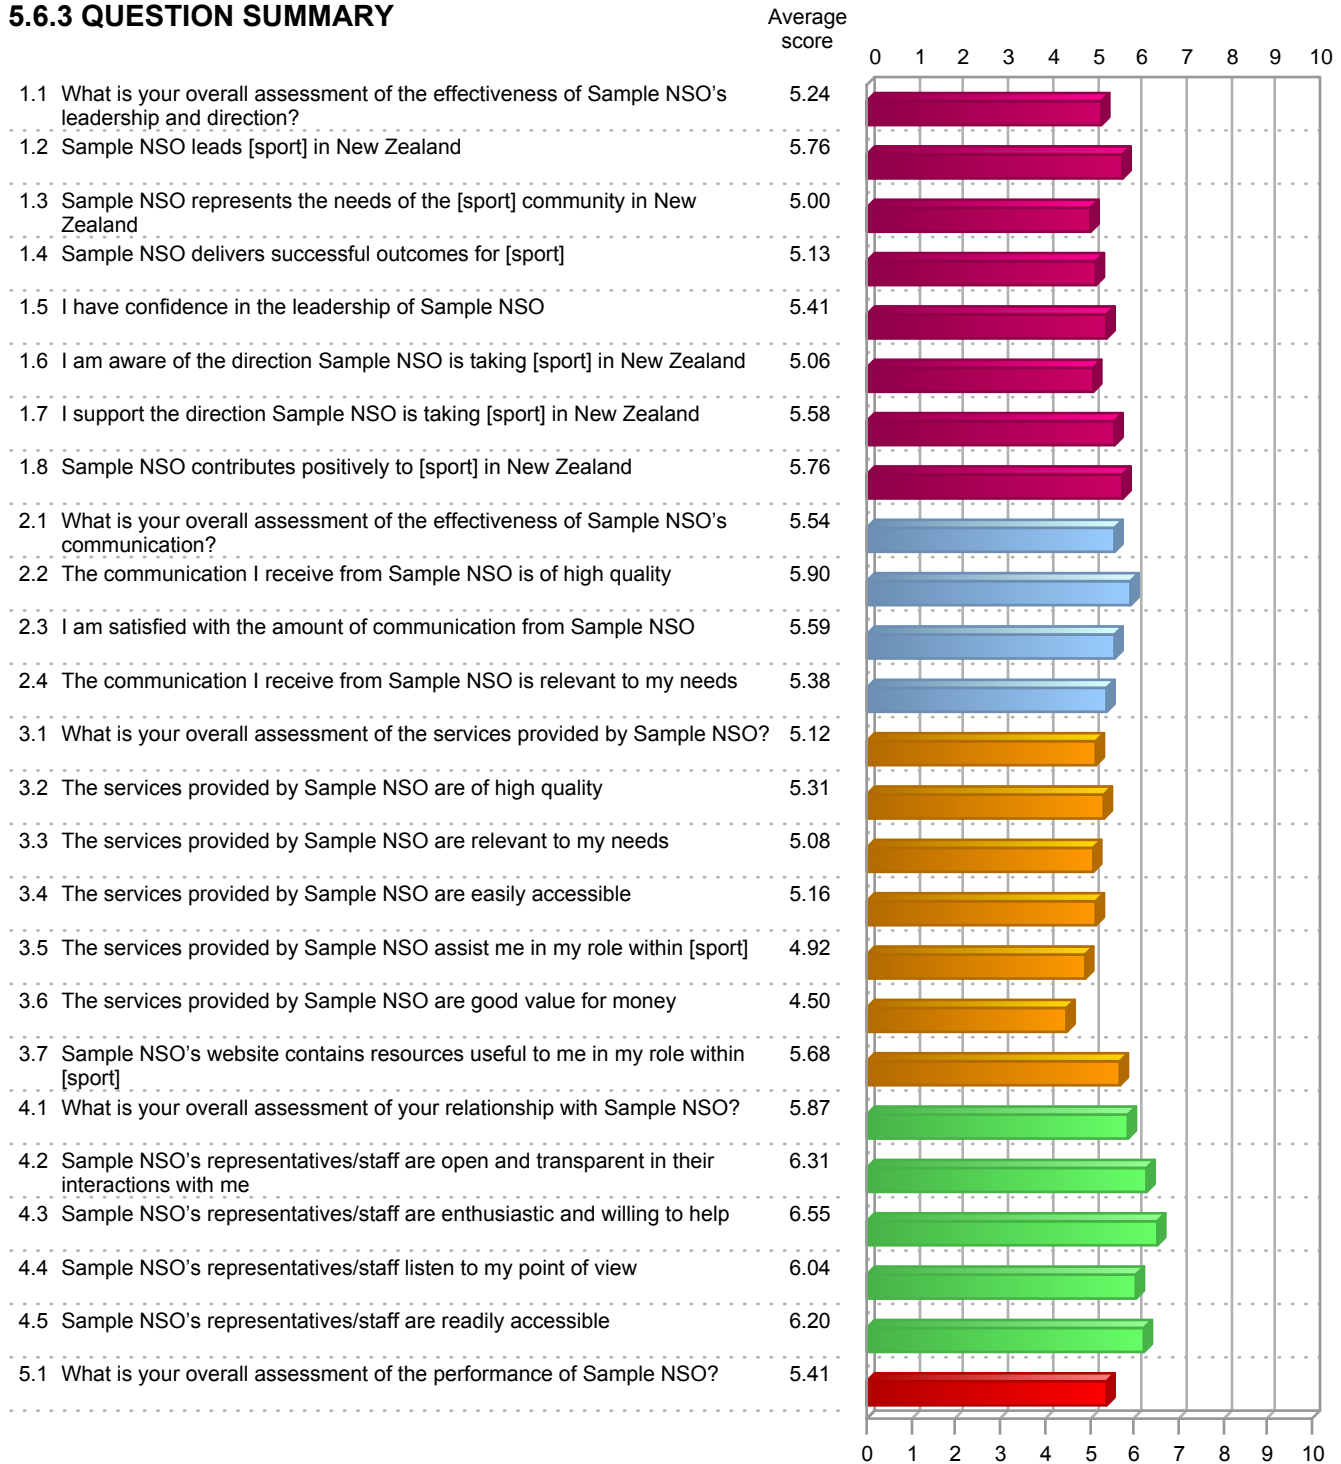 5.6.3 QUESTION SUMMARY
Average
score
0 1 2 3 4 5 6 7 8 9 10
1.1 What is your overall assessment of the effectiveness of Sample NSO’s 5.24
leadership and direction?
1.2 Sample NSO leads [sport] in New Zealand 5.76
1.3 Sample NSO represents the needs of the [sport] community in New 5.00
Zealand
1.4 Sample NSO delivers successful outcomes for [sport] 5.13
1.5 I have confidence in the leadership of Sample NSO 5.41
1.6 I am aware of the direction Sample NSO is taking [sport] in New Zealand 5.06
1.7 I support the direction Sample NSO is taking [sport] in New Zealand 5.58
1.8 Sample NSO contributes positively to [sport] in New Zealand 5.76
2.1 What is your overall assessment of the effectiveness of Sample NSO’s 5.54
communication?
2.2 The communication I receive from Sample NSO is of high quality 5.90
2.3 I am satisfied with the amount of communication from Sample NSO 5.59
2.4 The communication I receive from Sample NSO is relevant to my needs 5.38
3.1 What is your overall assessment of the services provided by Sample NSO? 5.12
3.2 The services provided by Sample NSO are of high quality 5.31
3.3 The services provided by Sample NSO are relevant to my needs 5.08
3.4 The services provided by Sample NSO are easily accessible 5.16
3.5 The services provided by Sample NSO assist me in my role within [sport] 4.92
3.6 The services provided by Sample NSO are good value for money 4.50
3.7 Sample NSO’s website contains resources useful to me in my role within 5.68
[sport]
4.1 What is your overall assessment of your relationship with Sample NSO? 5.87
4.2 Sample NSO’s representatives/staff are open and transparent in their 6.31
interactions with me
4.3 Sample NSO’s representatives/staff are enthusiastic and willing to help 6.55
4.4 Sample NSO’s representatives/staff listen to my point of view 6.04
4.5 Sample NSO’s representatives/staff are readily accessible 6.20
5.1 What is your overall assessment of the performance of Sample NSO? 5.41
0 1 2 3 4 5 6 7 8 9 10